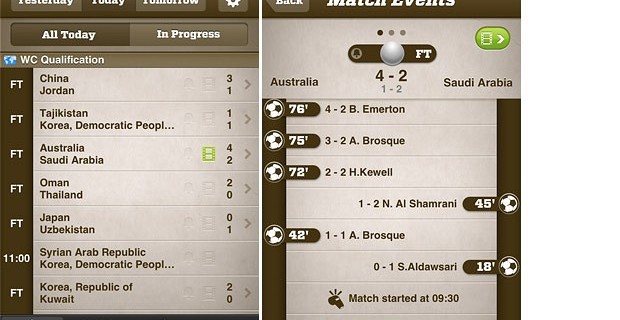 Yesterday Today Tomorrow
All Today In Progress
WC Qualification
FT China 3
Jordan 1
FT Tajikistan 1
Korea, Democratic Peopl... 1
FT Australia 4
Saudi Arabia 2
FT Oman 2
Thailand 0
FT Japan 0
Uzbekistan 1
11:00 Syrian Arab Republic
Korea, Democratic Peopl...
FT Korea, Republic of 2
Kuwait 0
Back Match Events
FT
4 - 2
Australia 1 - 2 Saudi Arabia
76' 4 - 2 B. Emerton
75' 3 - 2 A. Brosque
72' 2 - 2 H.Kewell
1 - 2 N. Al Shamrani 45'
42' 1 - 1 A. Brosque
0 - 1 S.Aldawsari 18'
Match started at 09:30